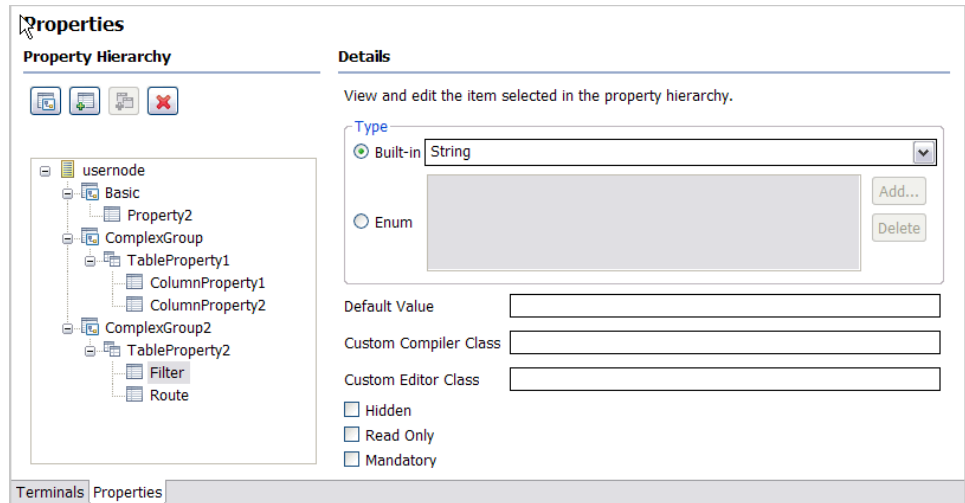 Properties
Property Hierarchy
Details
View and edit the item selected in the property hierarchy.
Type
Built-in String
Enum
Add...
Delete
usernode
Basic
Property2
ComplexGroup
TableProperty1
ColumnProperty1
ColumnProperty2
ComplexGroup2
TableProperty2
Filter
Route
Default Value
Custom Compiler Class
Custom Editor Class
Hidden
Read Only
Mandatory
Terminals Properties